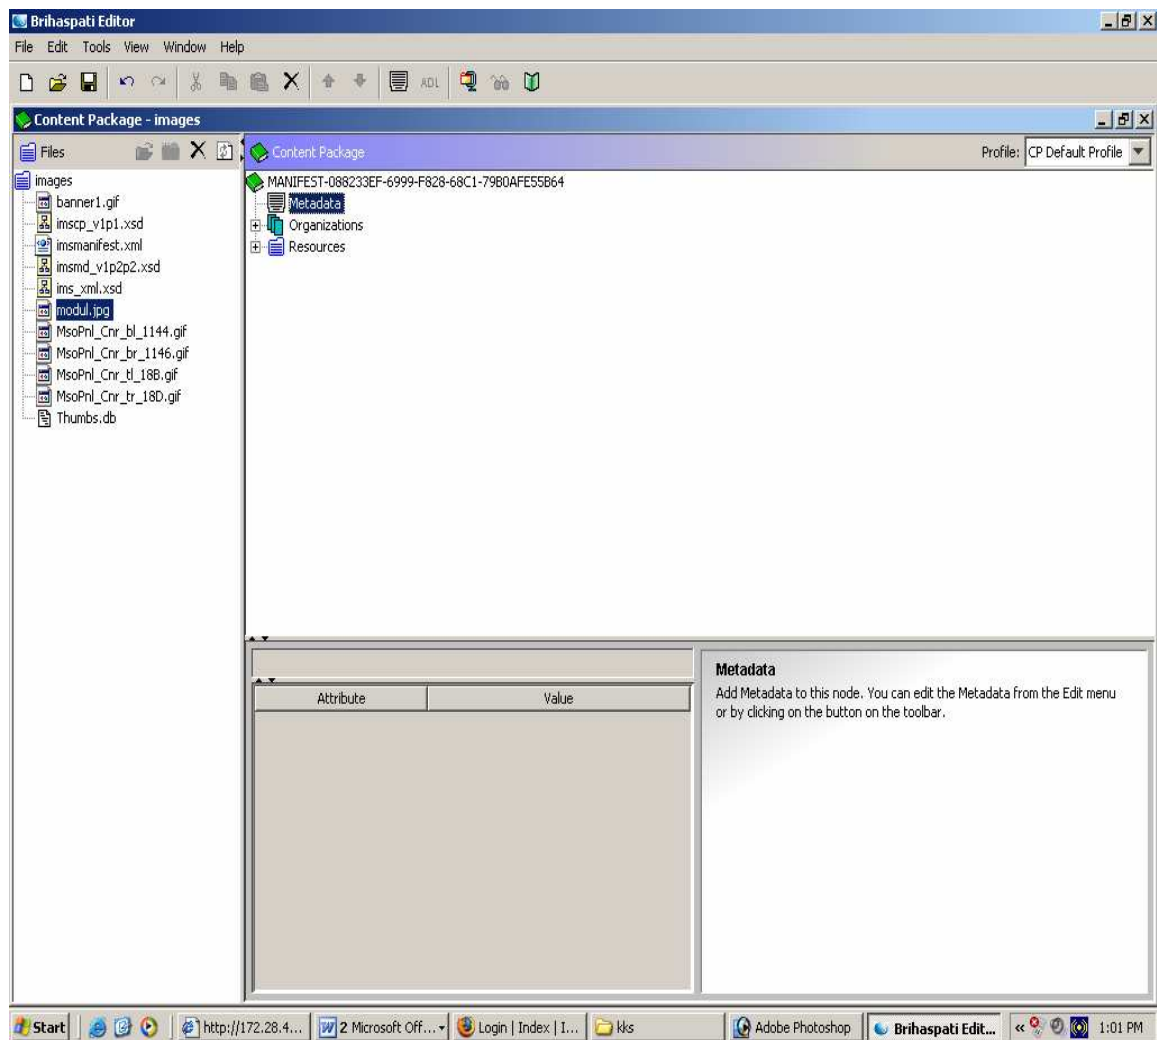 Brihaspati Editor
File Edit Tools View Window Help
ADL
Content Package - images
Files
Content Package
Profile: CP Default Profile
images
banner1.gif
imscp_v1p1.xsd
imsmanifest.xml
imsmd_v1p2p2.xsd
ims_xml.xsd
modul.jpg
MsoPnl_Cnr_bl_1144.gif
MsoPnl_Cnr_br_1146.gif
MsoPnl_Cnr_tl_18B.gif
MsoPnl_Cnr_tr_18D.gif
Thumbs.db
MANIFEST-088233EF-6999-F828-68C1-79B0AFE55B64
Metadata
Organizations
Resources
Attribute Value
Metadata
Add Metadata to this node. You can edit the Metadata from the Edit menu
or by clicking on the button on the toolbar.
Start http://172.28.4... 2 Microsoft Off... Login | Index | I... kks Adobe Photoshop Brihaspati Edit... « 1:01 PM